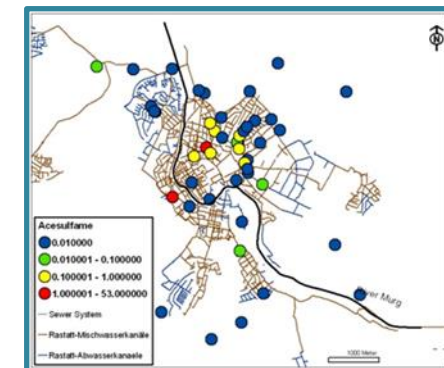 N
River Murg
Acesulfame
0.010000
0.010001 - 0.100000
0.100001 - 1.000000
1.000001 - 53.000000
Sewer System
Rastatt-Mischwasserkanäle
Rastatt-Abwasserkanaele
1000 Meter